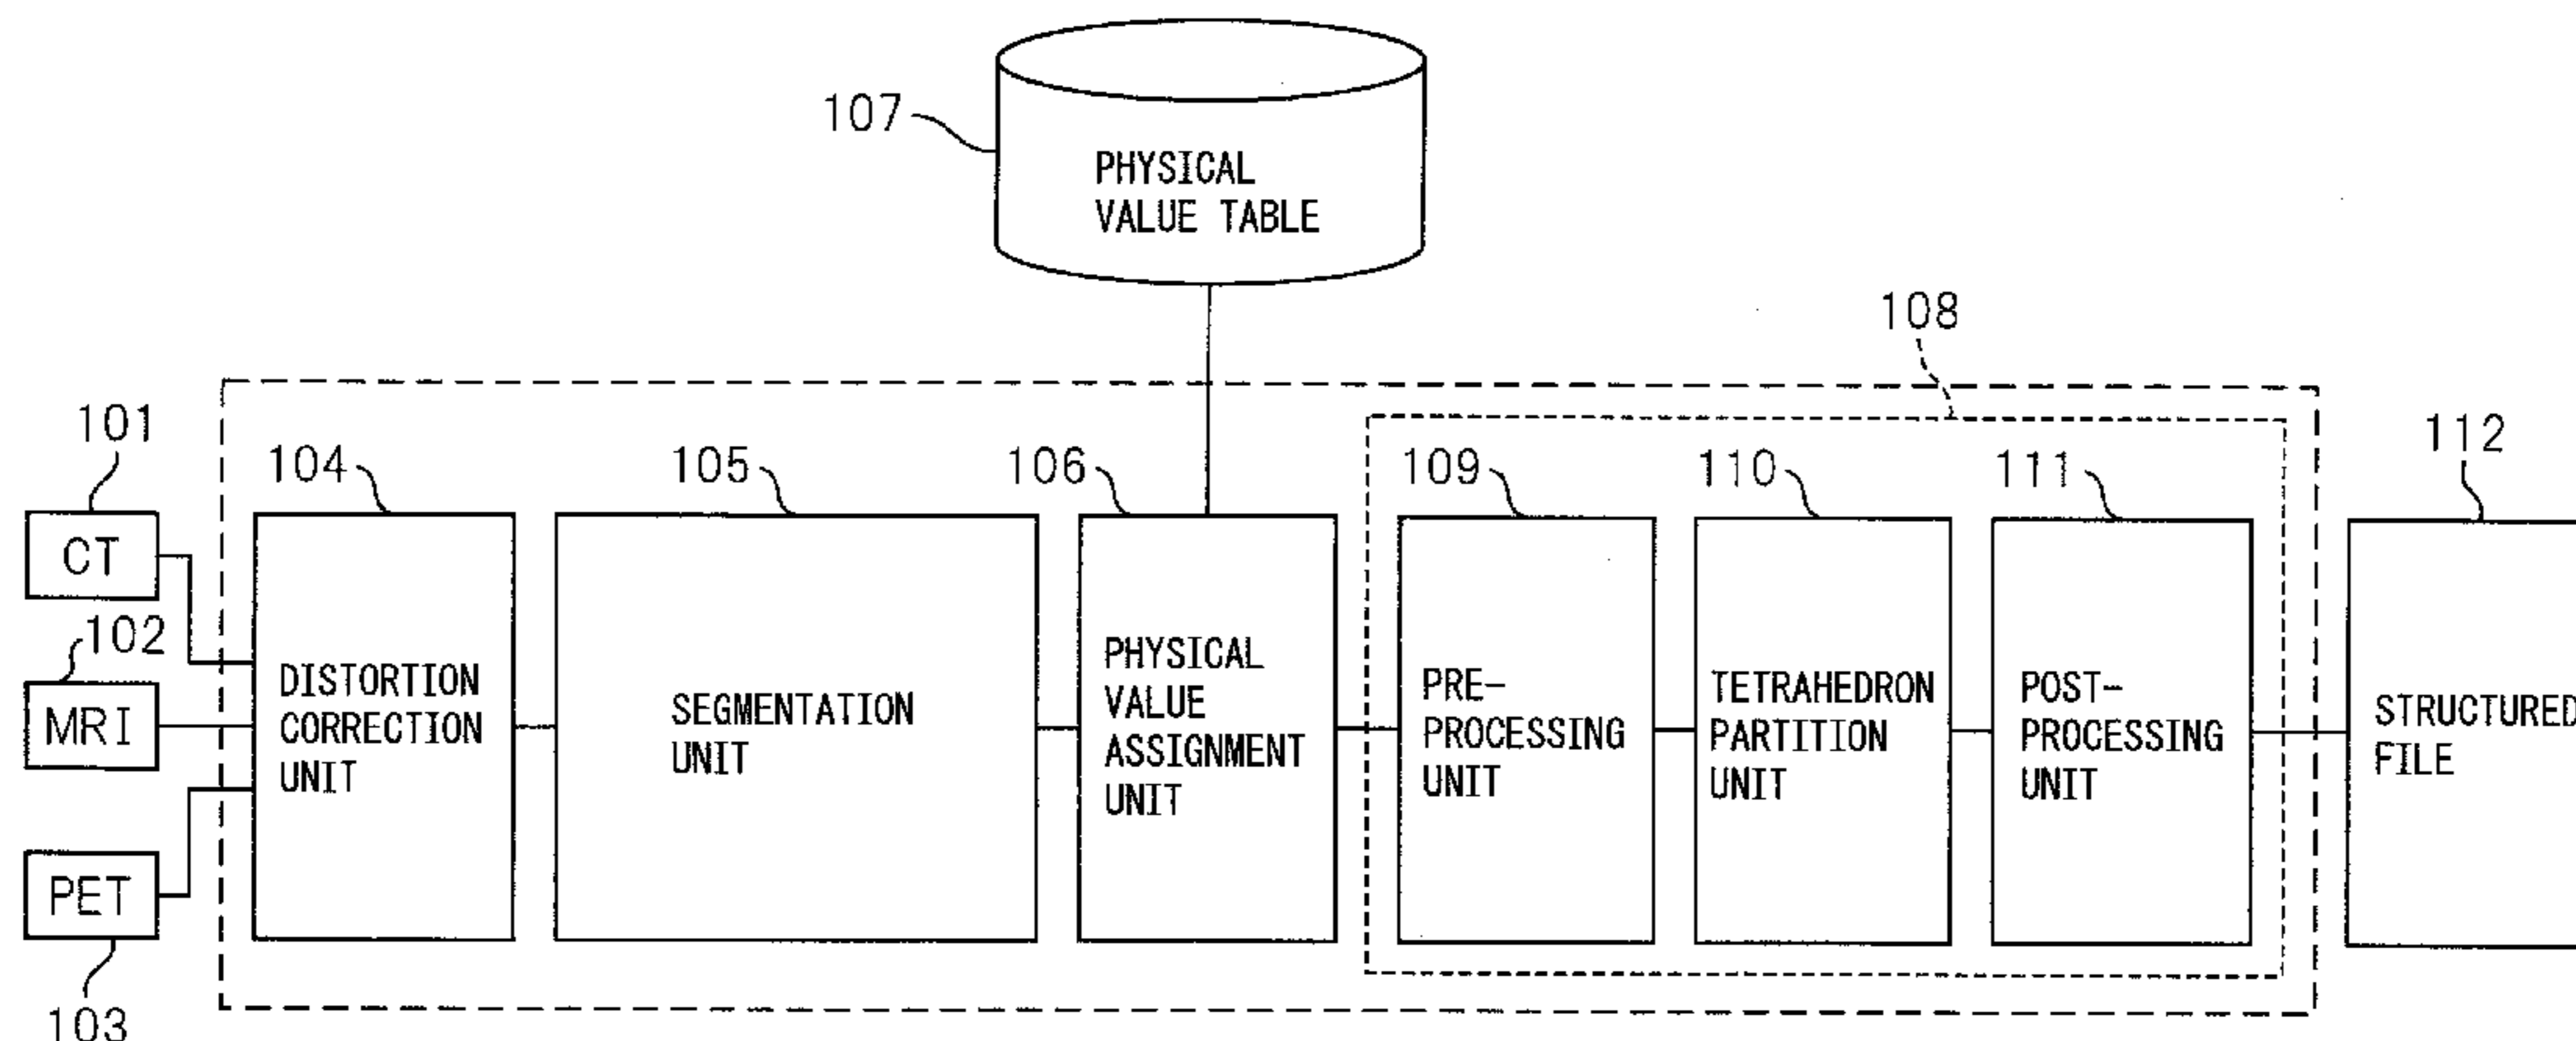 107
PHYSICAL
VALUE TABLE
108
101
104
105
106
109
110
111
112
CT
102
MRI
PET
103
DISTORTION
CORRECTION
UNIT
SEGMENTATION
UNIT
PHYSICAL
VALUE
ASSIGNMENT
UNIT
PRE-
PROCESSING
UNIT
TETRAHEDRON
PARTITION
UNIT
POST-
PROCESSING
UNIT
STRUCTURED
FILE